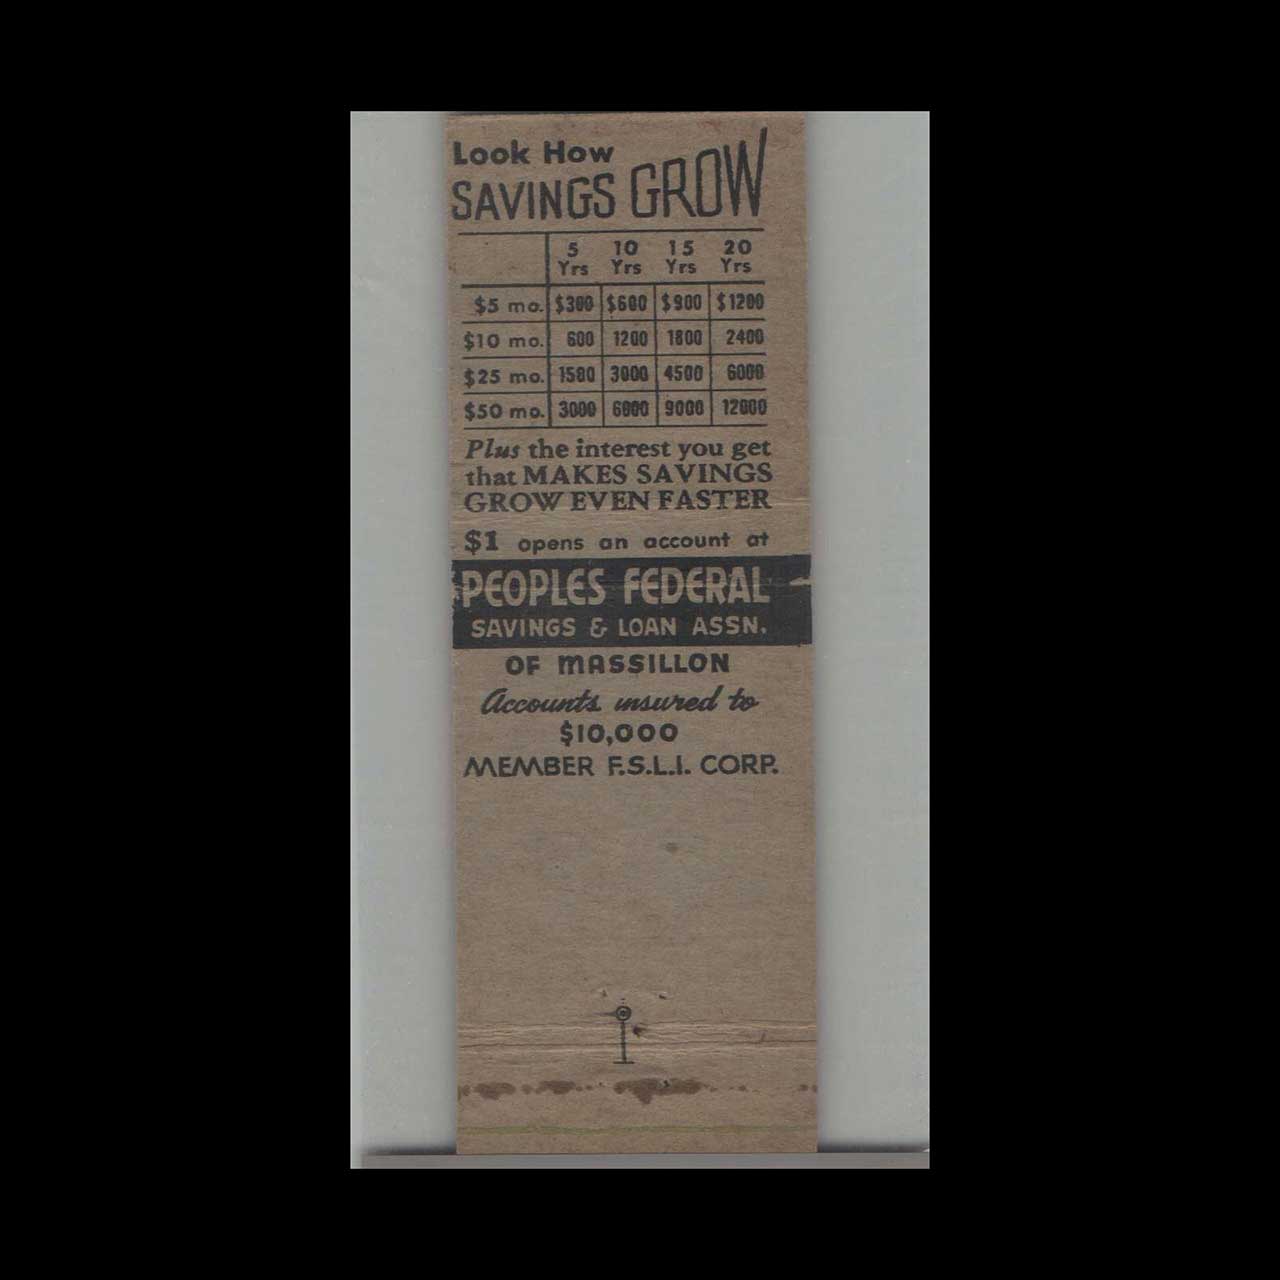 Look How
SAVINGS GROW
5 Yrs 10 Yrs 15 Yrs 20 Yrs
$5 mo. $300 $600 $900 $1200
$10 mo. 600 1200 1800 2400
$25 mo. 1500 3000 4500 6000
$50 mo. 3000 6000 9000 12000
Plus the interest you get
that MAKES SAVINGS
GROW EVEN FASTER
$1 opens an account at
PEOPLES FEDERAL
SAVINGS & LOAN ASSN.
OF MASSILLON
Accounts insured to
$10,000
MEMBER F.S.L.I. CORP.